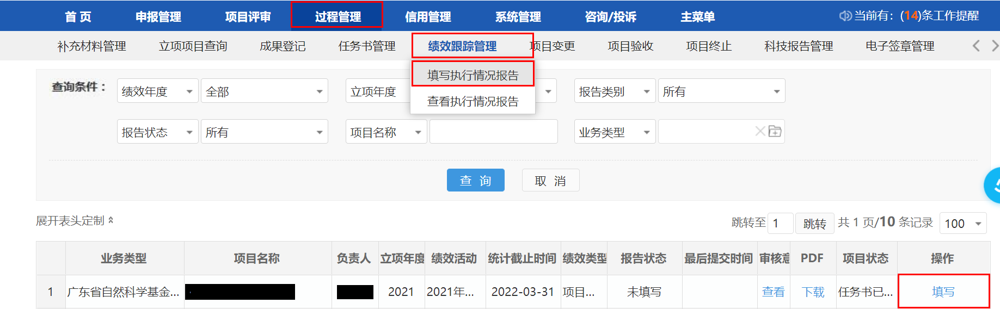 首 页 申报管理 项目评审 过程管理 信用管理 系统管理 咨询/投诉 主菜单 当前有：(14)条工作提醒
补充材料管理 立项项目查询 成果登记 任务书管理 绩效跟踪管理 项目变更 项目验收 项目终止 科技报告管理 电子签章管理
填写执行情况报告
查看执行情况报告
查询条件： 绩效年度 全部 立项年度 报告类别 所有
报告状态 所有 项目名称 业务类型
查 询 取 消
展开表头定制 跳转至 1 跳转 共 1 页/10 条记录 100
业务类型 项目名称 负责人 立项年度 绩效活动 统计截止时间 绩效类型 报告状态 最后提交时间 审核意 PDF 项目状态 操作
1 广东省自然科学基金... 2021 2021年... 2022-03-31 项目... 未填写 查看 下载 任务书已... 填写